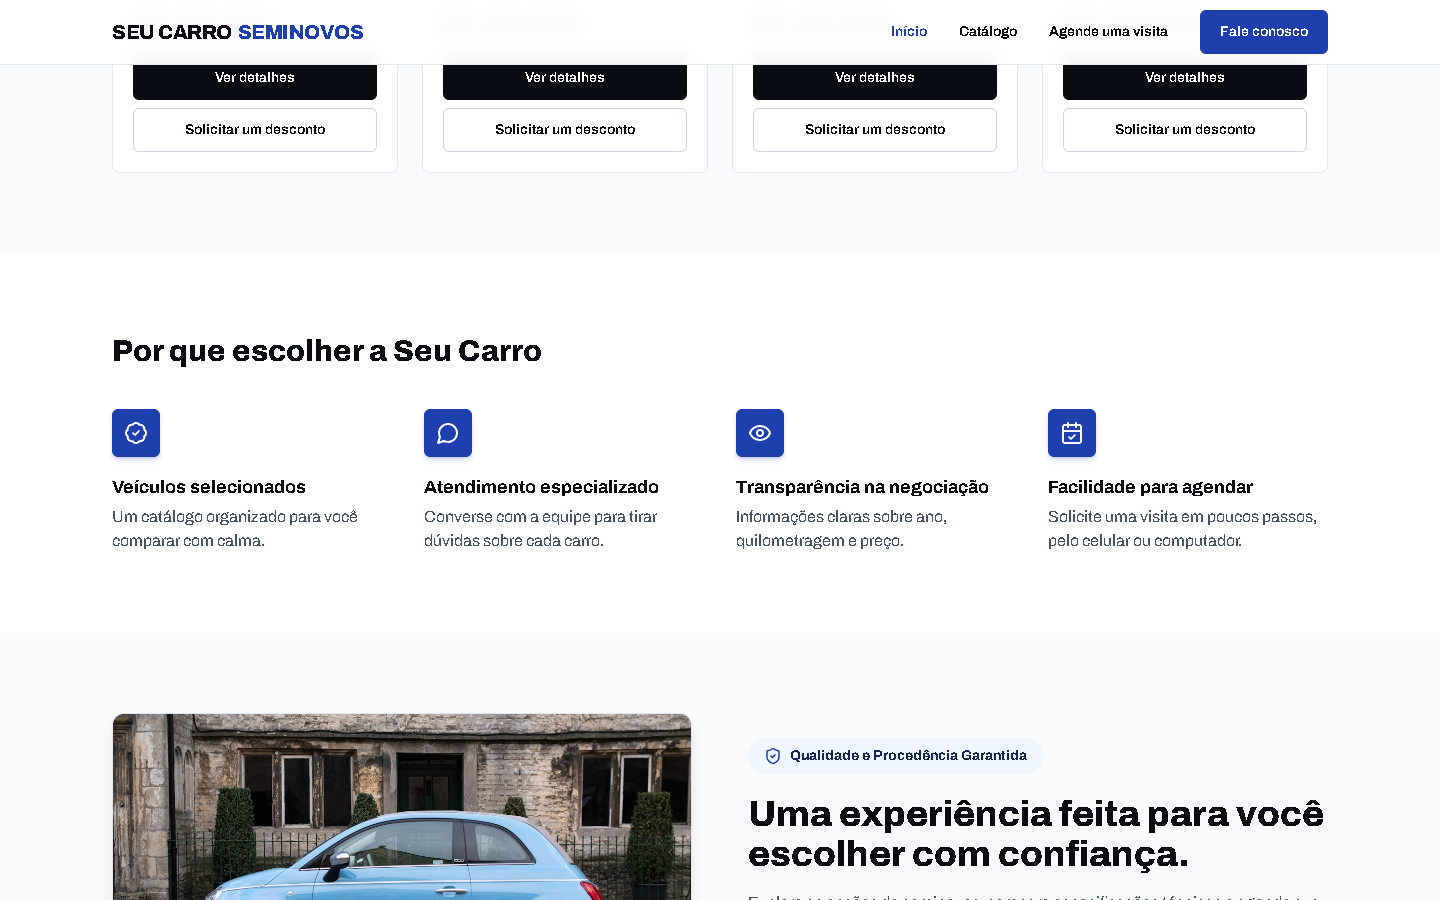 SEU CARRO SEMINOVOS
Início
Catálogo
Agende uma visita
Fale conosco
Ver detalhes
Ver detalhes
Ver detalhes
Ver detalhes
Solicitar um desconto
Solicitar um desconto
Solicitar um desconto
Solicitar um desconto
Por que escolher a Seu Carro
Veículos selecionados
Um catálogo organizado para você
comparar com calma.
Atendimento especializado
Converse com a equipe para tirar
dúvidas sobre cada carro.
Transparência na negociação
Informações claras sobre ano,
quilometragem e preço.
Facilidade para agendar
Solicite uma visita em poucos passos,
pelo celular ou computador.
Qualidade e Procedência Garantida
Uma experiência feita para você
escolher com confiança.